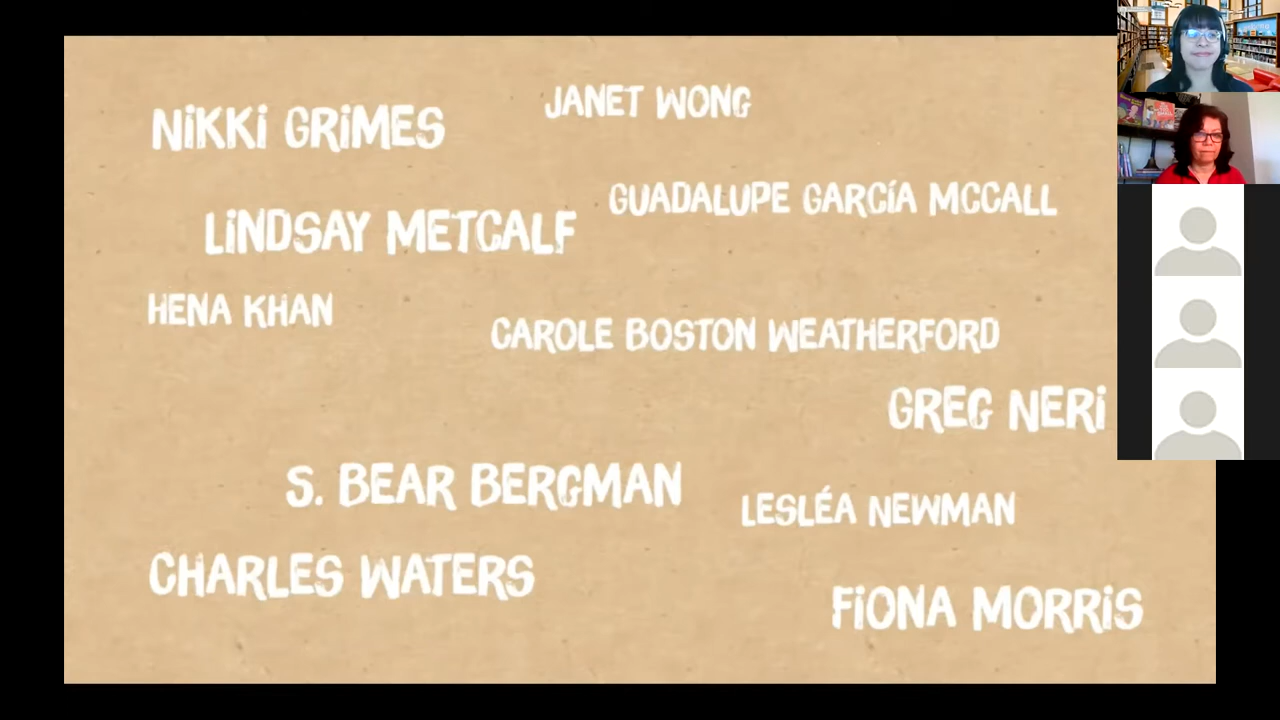 NIKKI GRIMES
JANET WONG
GUADALUPE GARCÍA MCCALL
LINDSAY METCALF
HENA KHAN
CAROLE BOSTON WEATHERFORD
GREG NERI
S. BEAR BERGMAN
LESLÉA NEWMAN
CHARLES WATERS
FIONA MORRIS